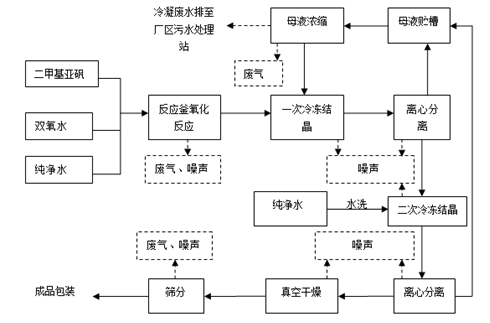 冷凝废水排至
厂区污水处理
站
母液浓缩
母液贮槽
废气
二甲基亚砜
双氧水
纯净水
反应釜氧化
反应
一次冷冻结
晶
离心分
离
废气、噪声
噪声
纯净水
水洗
二次冷冻结晶
废气、噪声
噪声
成品包装
筛分
真空干燥
离心分离